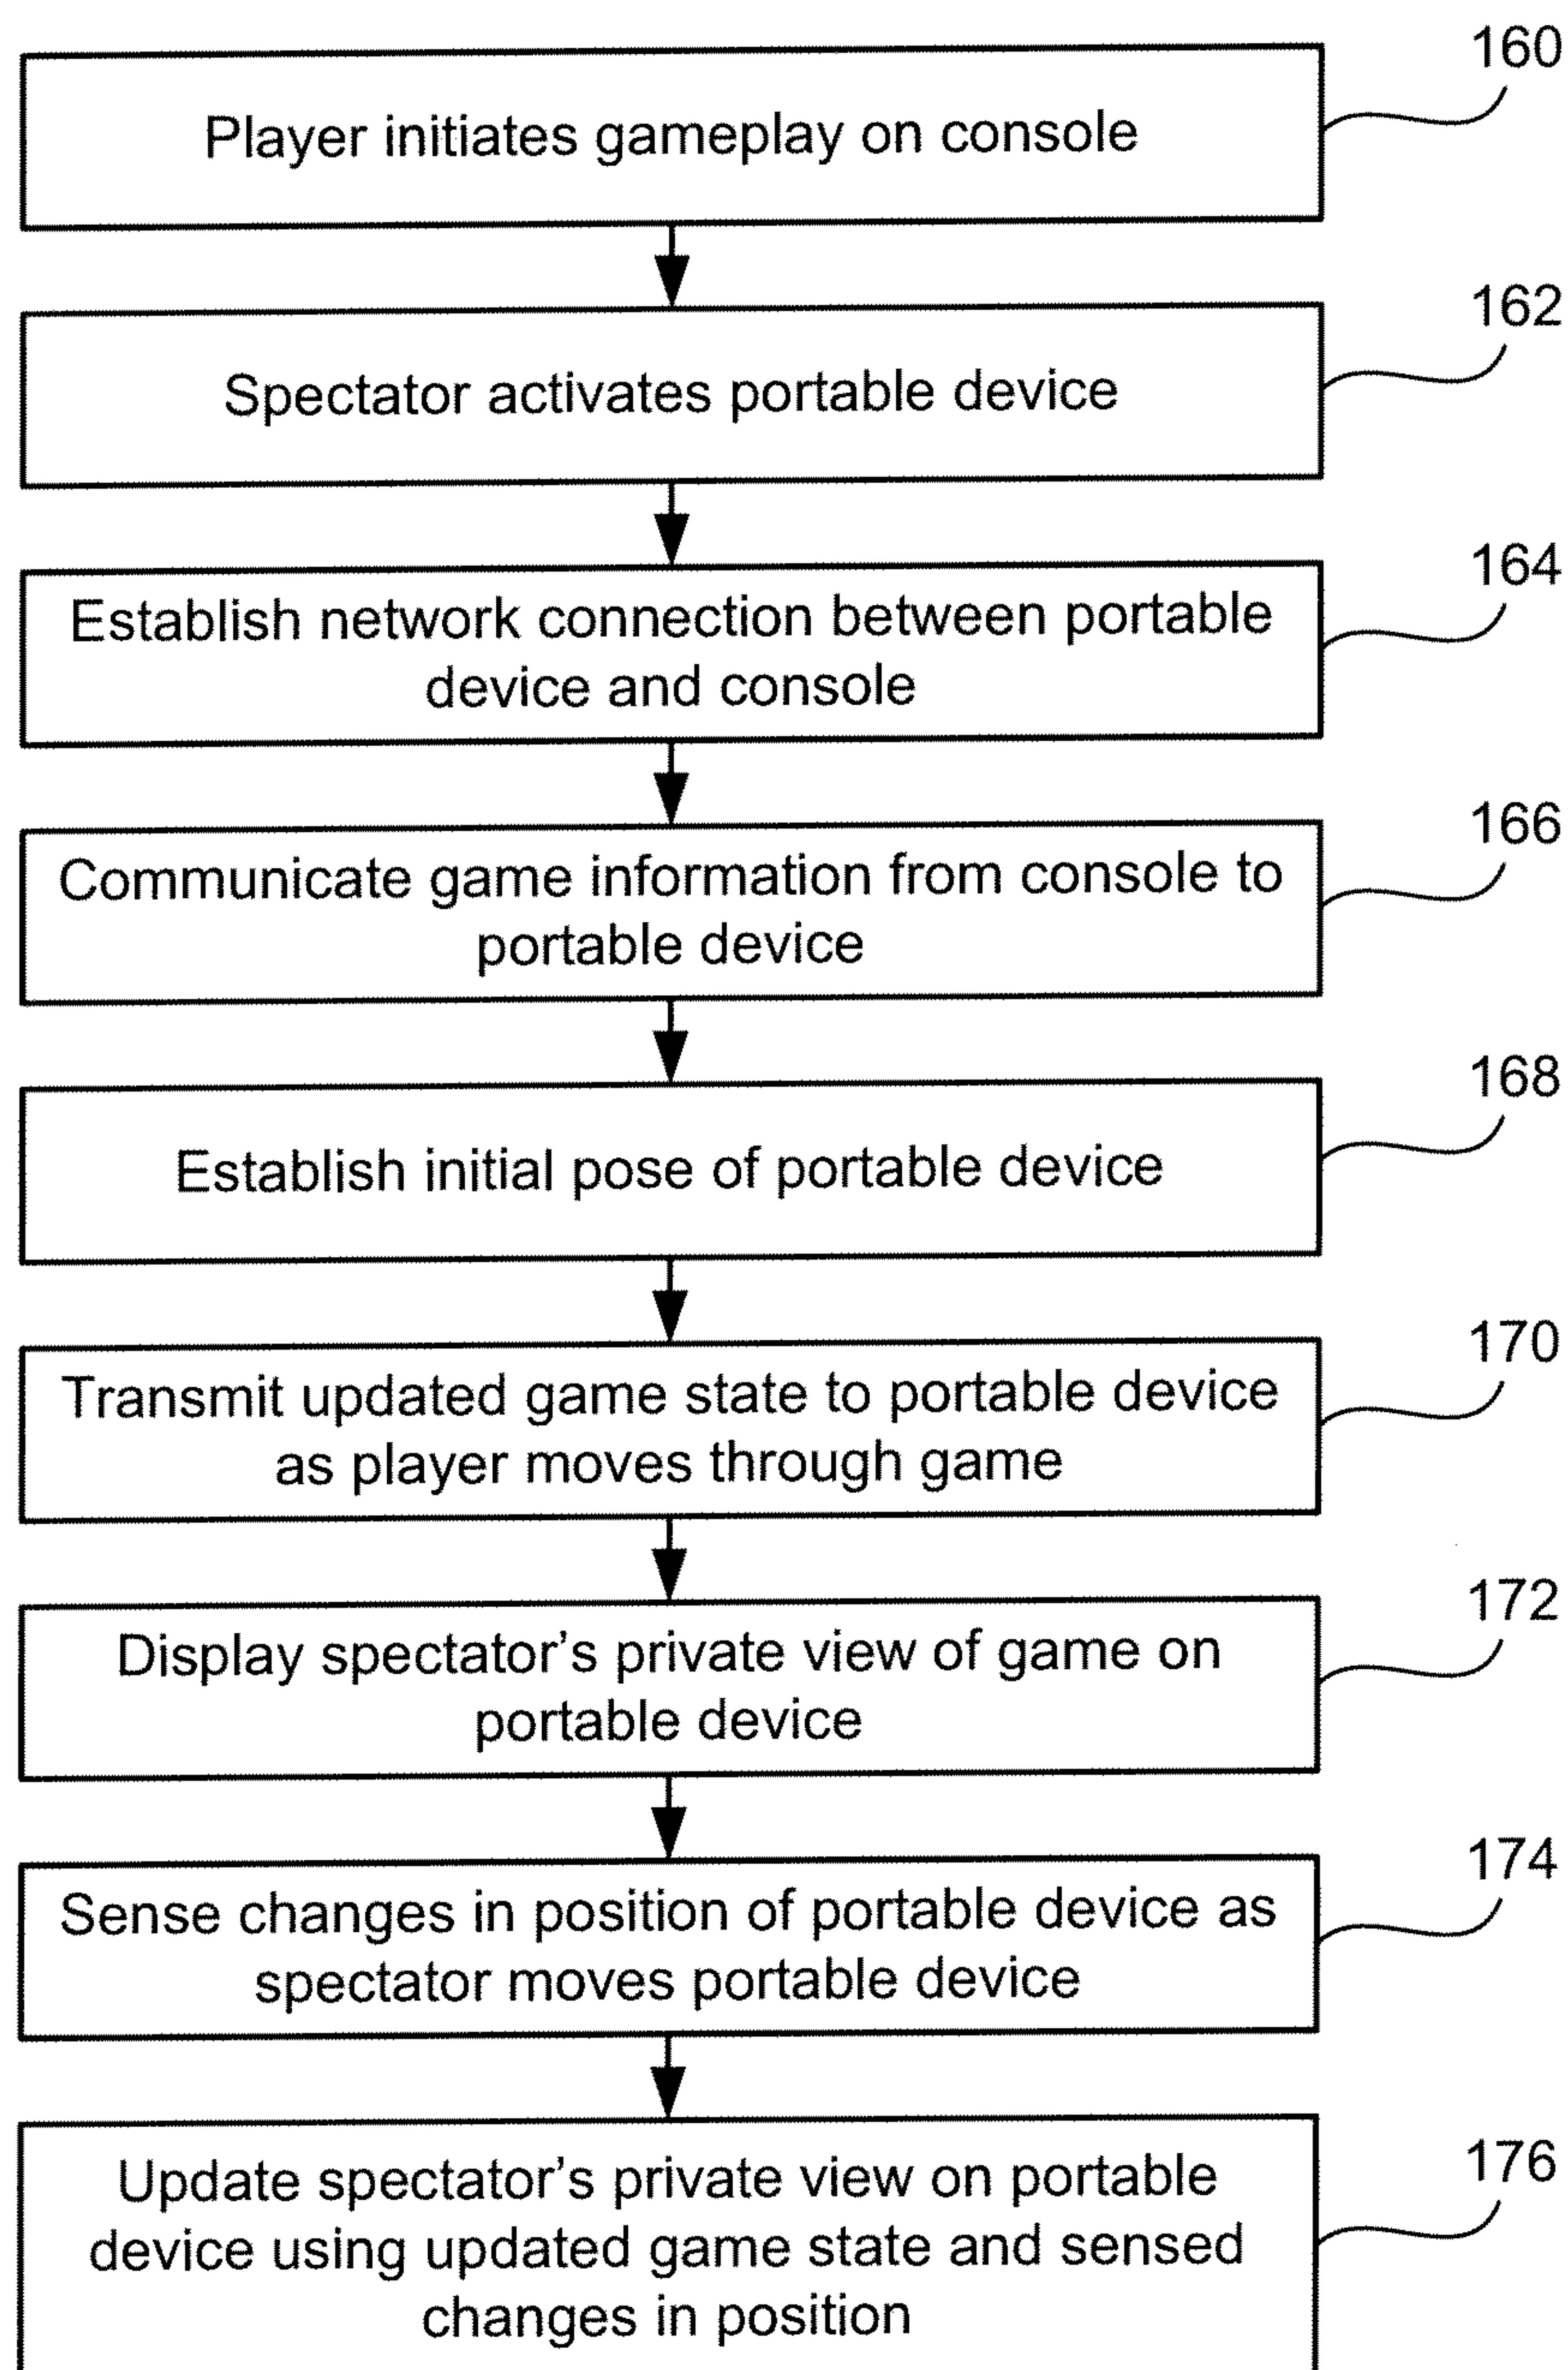 160
Player initiates gameplay on console
162
Spectator activates portable device
164
Establish network connection between portable
device and console
166
Communicate game information from console to
portable device
168
Establish initial pose of portable device
170
Transmit updated game state to portable device
as player moves through game
172
Display spectator’s private view of game on
portable device
174
Sense changes in position of portable device as
spectator moves portable device
176
Update spectator’s private view on portable
device using updated game state and sensed
changes in position